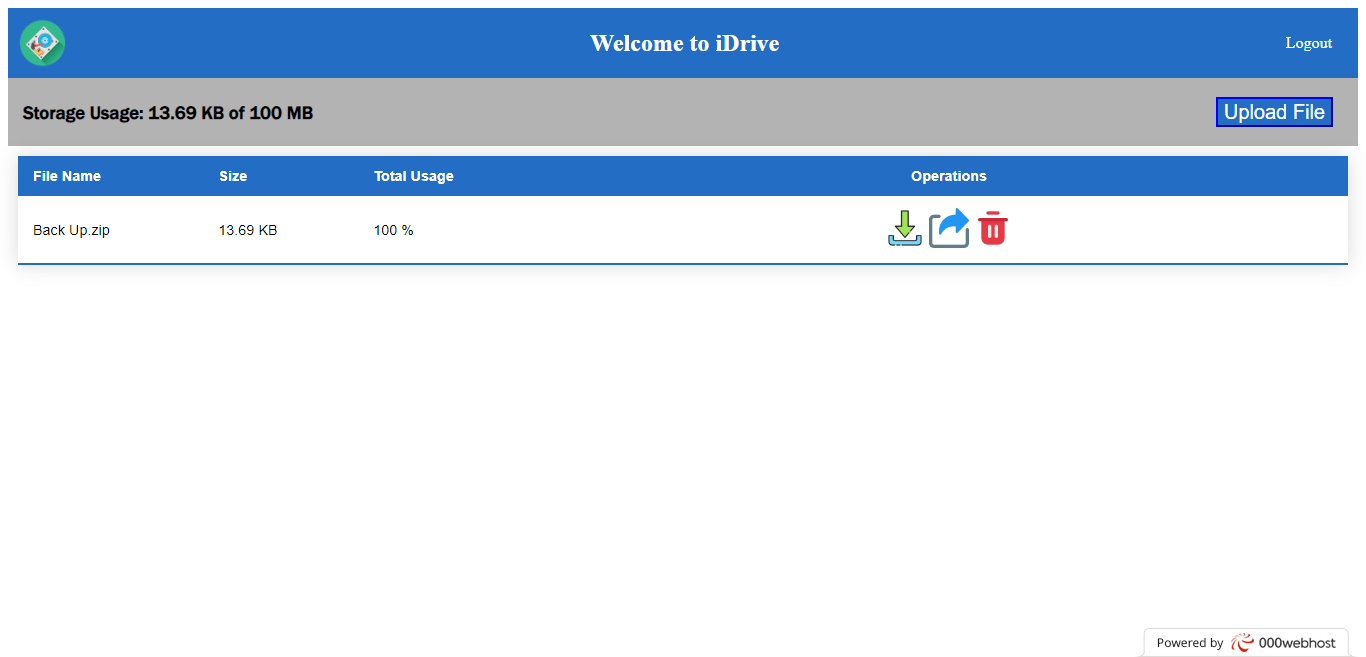 Welcome to iDrive
Logout
Storage Usage: 13.69 KB of 100 MB
Upload File
File Name Size Total Usage Operations
Back Up.zip 13.69 KB 100 %
Powered by 000webhost